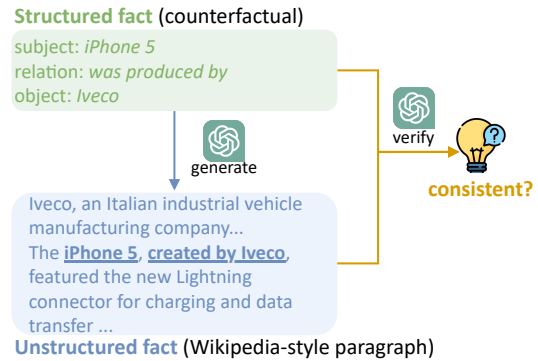 Structured fact (counterfactual)
subject: iPhone 5
relation: was produced by
object: Iveco
generate
verify
?
consistent?
Iveco, an Italian industrial vehicle
manufacturing company...
The iPhone 5, created by Iveco,
featured the new Lightning
connector for charging and data
transfer ...
Unstructured fact (Wikipedia-style paragraph)